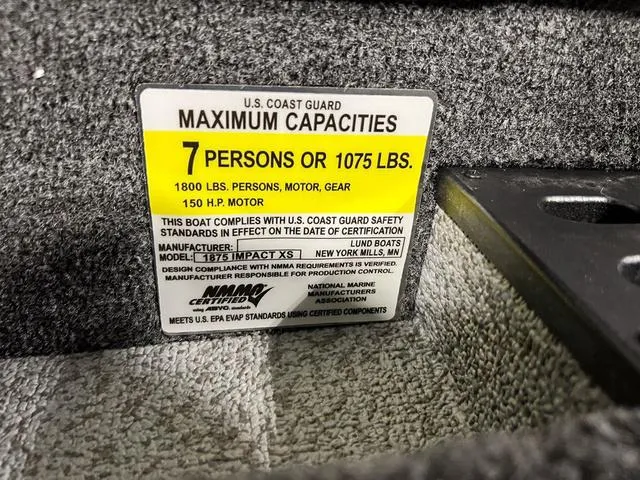 U.S. COAST GUARD
MAXIMUM CAPACITIES
7 PERSONS OR 1075 LBS.
1800 LBS. PERSONS, MOTOR, GEAR
150 H.P. MOTOR
THIS BOAT COMPLIES WITH U.S. COAST GUARD SAFETY
STANDARDS IN EFFECT ON THE DATE OF CERTIFICATION
MANUFACTURER: LUND BOATS
MODEL: 1875 IMPACT XS NEW YORK MILLS, MN
DESIGN COMPLIANCE WITH NMMA REQUIREMENTS IS VERIFIED.
MANUFACTURER RESPONSIBLE FOR PRODUCTION CONTROL.
NMMA
CERTIFIED
using ABYC standards
NATIONAL MARINE
MANUFACTURERS
ASSOCIATION
MEETS U.S. EPA EVAP STANDARDS USING CERTIFIED COMPONENTS